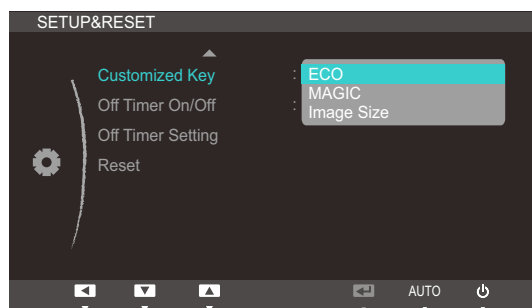 SETUP&RESET
Customized Key : ECO
MAGIC
Off Timer On/Off : Image Size
Off Timer Setting
Reset
AUTO